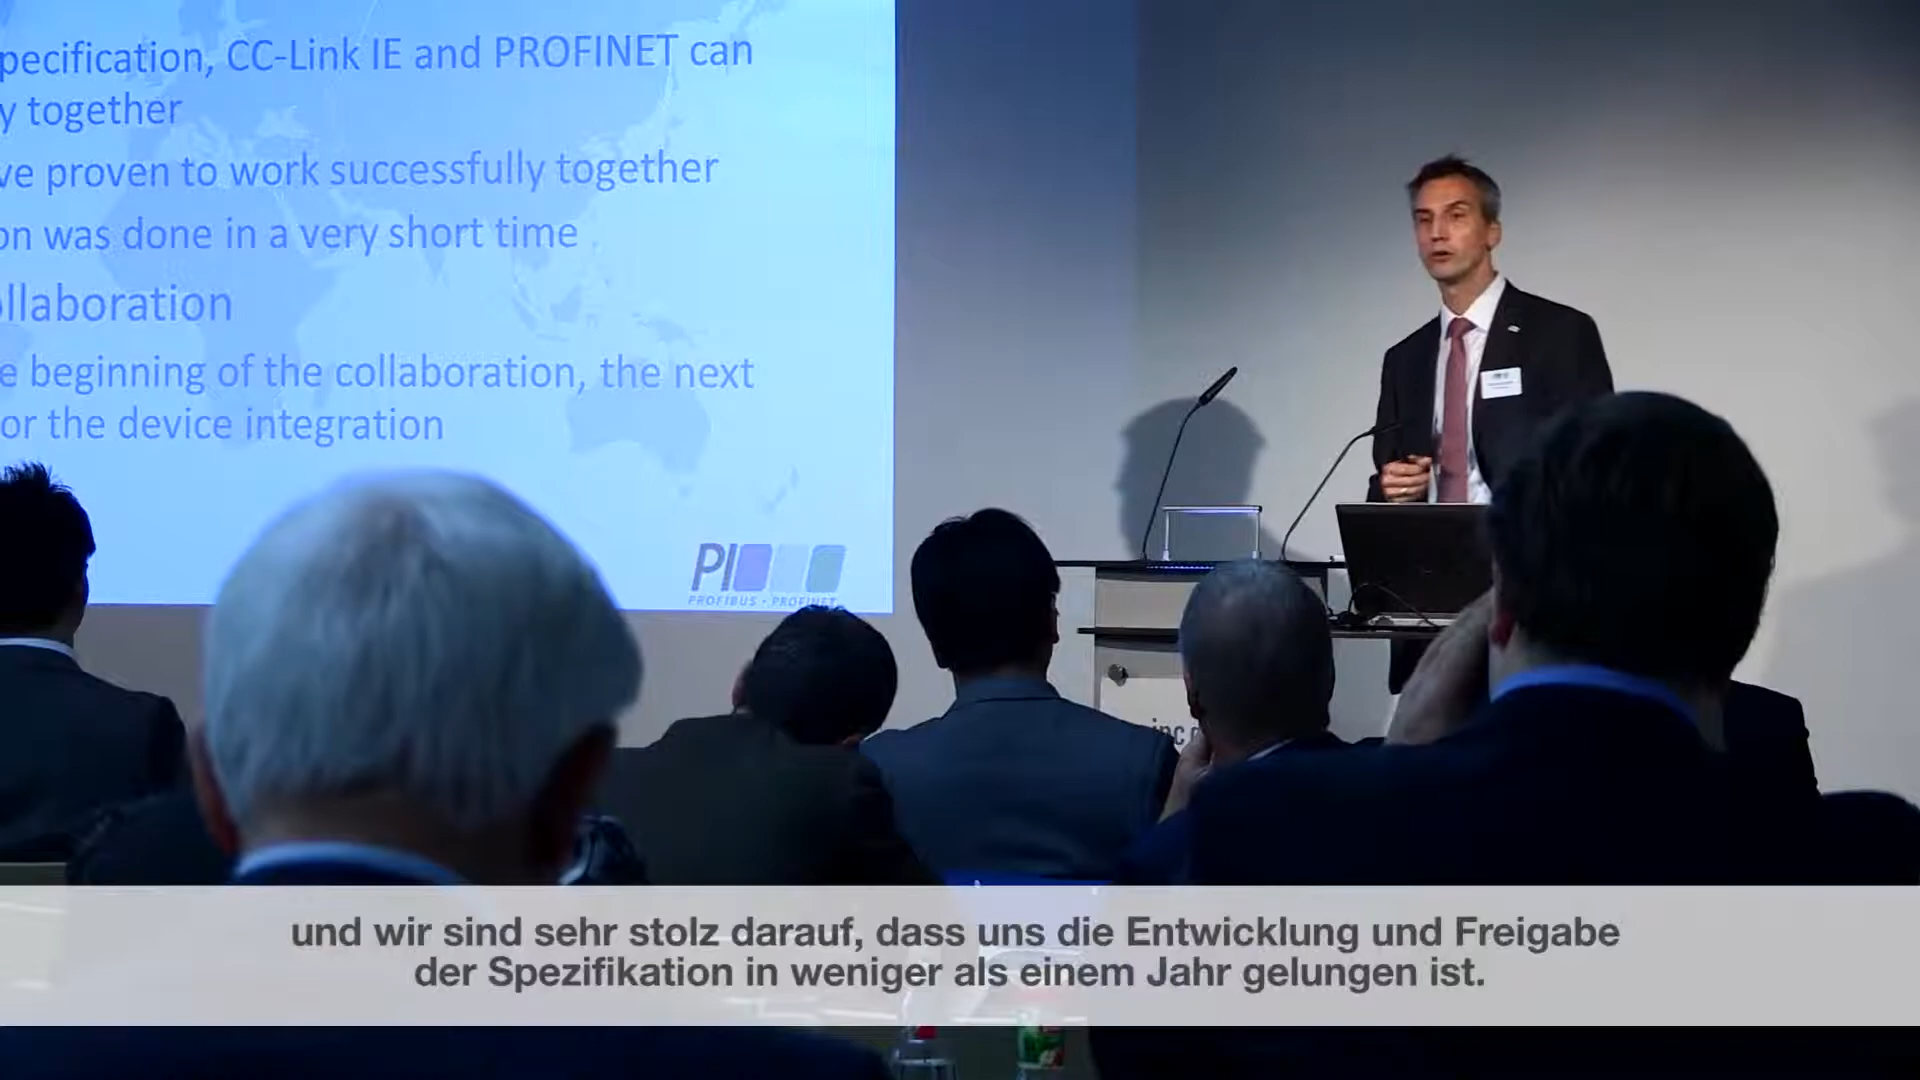 pecification, CC-Link IE and PROFINET can
y together
ve proven to work successfully together
on was done in a very short time
ollaboration
e beginning of the collaboration, the next
or the device integration
PI
PROFIBUS • PROFINET
und wir sind sehr stolz darauf, dass uns die Entwicklung und Freigabe
der Spezifikation in weniger als einem Jahr gelungen ist.